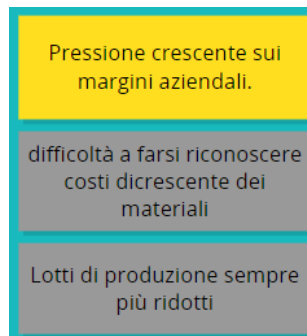 Pressione crescente sui
margini aziendali.
difficoltà a farsi riconoscere
costi dicrescente dei
materiali
Lotti di produzione sempre
più ridotti